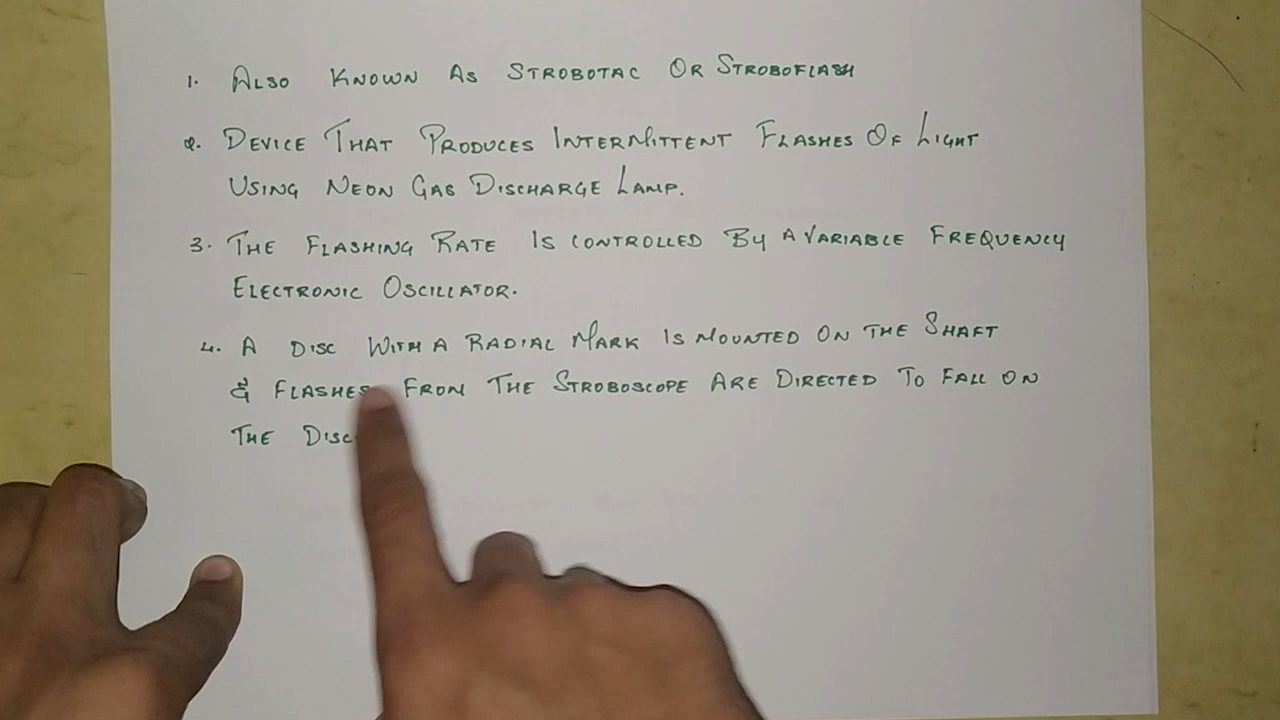 1. ALSO KNOWN AS STROBOTAC OR STROBOFLASH
2. DEVICE THAT PRODUCES INTERMITTENT FLASHES OF LIGHT
USING NEON GAS DISCHARGE LAMP.
3. THE FLASHING RATE IS CONTROLLED BY A VARIABLE FREQUENCY
ELECTRONIC OSCILLATOR.
4. A DISC WITH A RADIAL MARK IS MOUNTED ON THE SHAFT
& FLASHES FROM THE STROBOSCOPE ARE DIRECTED TO FALL ON
THE DISC